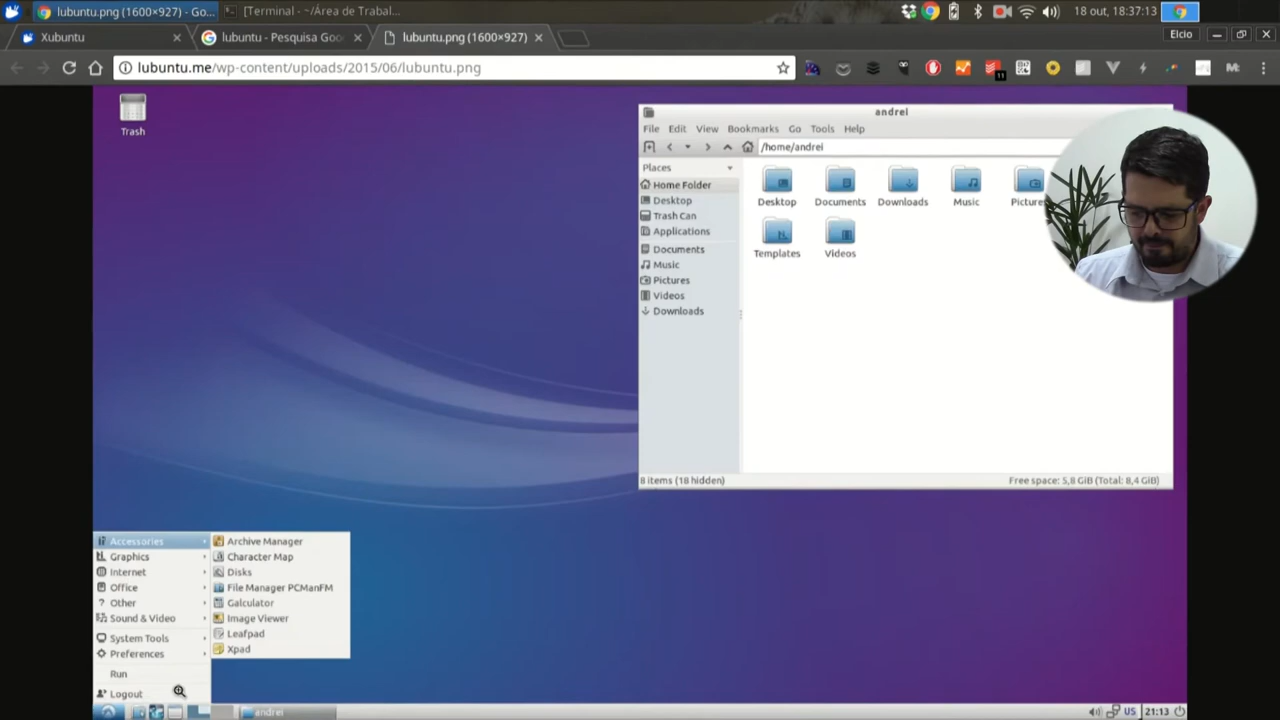 lubuntu.png (1600×927) - Go...
[Terminal - ~/Área de Trabal...
18 out, 18:37:13
Xubuntu
lubuntu - Pesquisa Goo
lubuntu.png (1600×927)
Elcio
lubuntu.me/wp-content/uploads/2015/06/lubuntu.png
11
Trash
andrei
File Edit View Bookmarks Go Tools Help
/home/andrei
Places
Home Folder
Desktop
Trash Can
Applications
Documents
Music
Pictures
Videos
Downloads
Desktop Documents Downloads Music Picture
Templates Videos
8 items (18 hidden)
Free space: 5,8 GiB (Total: 8,4 GiB)
Accessories
Graphics
Internet
Office
Other
Sound & Video
System Tools
Preferences
Run
Logout
Archive Manager
Character Map
Disks
File Manager PCManFM
Galculator
Image Viewer
Leafpad
Xpad
andrei
US
21:13